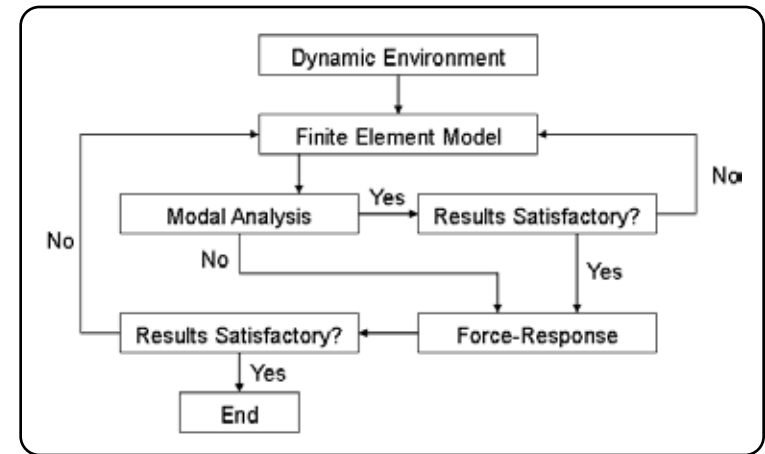 Dynamic Environment
Finite Element Model
No
Yes
Modal Analysis
Results Satisfactory?
No
No
Yes
Results Satisfactory?
Force-Response
Yes
End